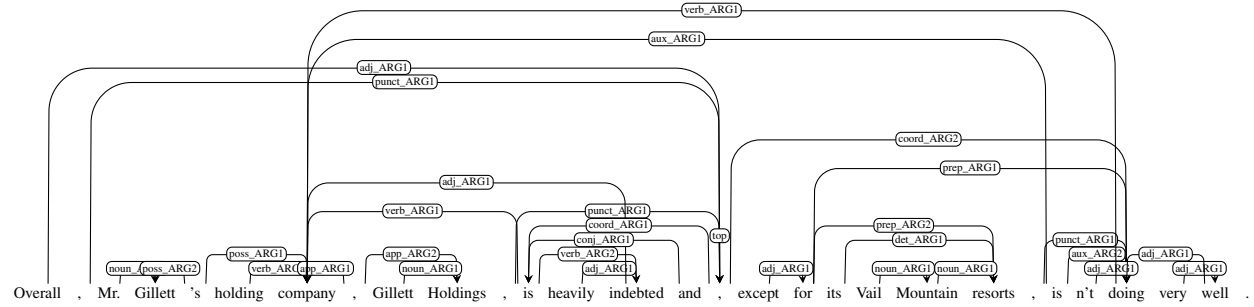 verb_ARG1
aux_ARG1
adj_ARG1
punct_ARG1
coord_ARG2
prep_ARG1
adj_ARG1
verb_ARG1 punct_ARG1
coord_ARG1 prep_ARG2
top
conj_ARG1 det_ARG1 punct_ARG1
poss_ARG1 app_ARG2 verb_ARG2 aux_ARG2 adj_ARG1
poss_ARG2 app_ARG1 noun_ARG1 adj_ARG1 adj_ARG1 noun_ARG1 noun_ARG1 adj_ARG1 adj_ARG1
Overall , Mr. Gillett 's holding company , Gillett Holdings , is heavily indebted and , except for its Vail Mountain resorts , is n't doing very well .